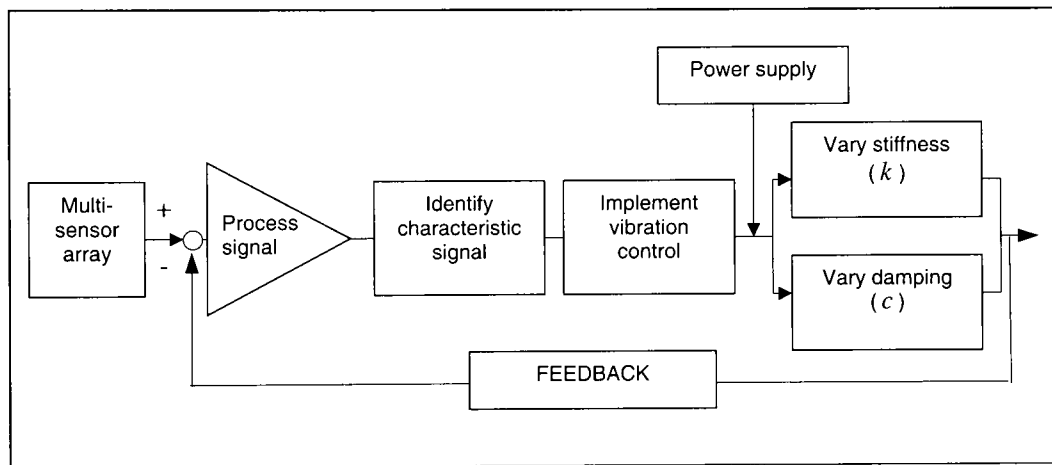 Power supply
Vary stiffness
(k)
Multi-
sensor
array
+
-
Process
signal
Identify
characteristic
signal
Implement
vibration
control
Vary damping
(c)
FEEDBACK